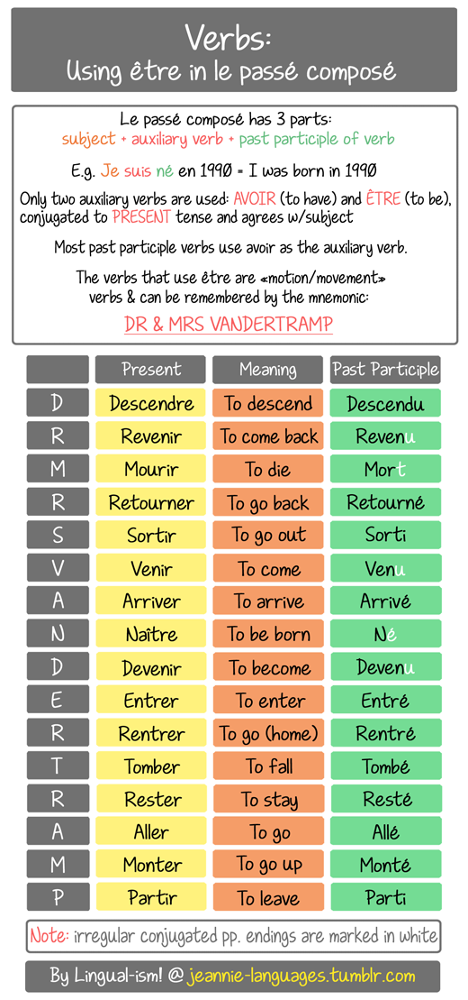 Verbs:
Using être in le passé composé
Le passé composé has 3 parts:
subject + auxiliary verb + past participle of verb
E.g. Je suis né en 1990 = I was born in 1990
Only two auxiliary verbs are used: AVOIR (to have) and ÊTRE (to be),
conjugated to PRESENT tense and agrees w/subject
Most past participle verbs use avoir as the auxiliary verb.
The verbs that use être are «motion/movement»
verbs & can be remembered by the mnemonic:
DR & MRS VANDERTRAMP
Present Meaning Past Participle
D Descendre To descend Descendu
R Revenir To come back Revenu
M Mourir To die Mort
R Retourner To go back Retourné
S Sortir To go out Sorti
V Venir To come Venu
A Arriver To arrive Arrivé
N Naître To be born Né
D Devenir To become Devenu
E Entrer To enter Entré
R Rentrer To go (home) Rentré
T Tomber To fall Tombé
R Rester To stay Resté
A Aller To go Allé
M Monter To go up Monté
P Partir To leave Parti
Note: irregular conjugated pp. endings are marked in white
By Lingual-ism! @ jeannie-languages.tumblr.com